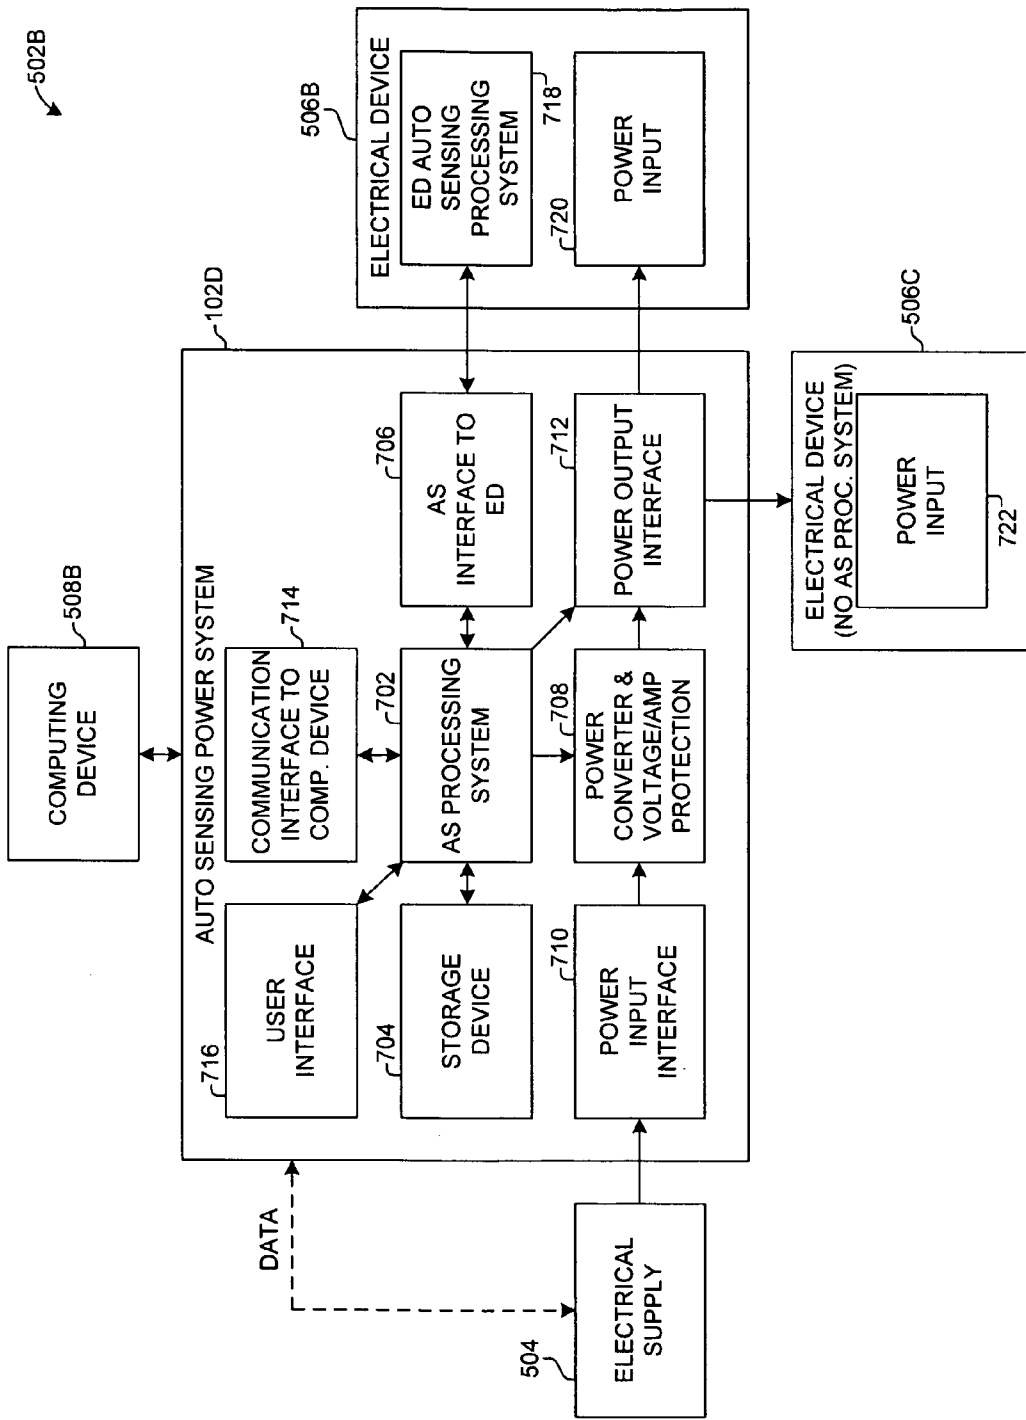 502B
COMPUTING
DEVICE
508B
AUTO SENSING POWER SYSTEM
102D
716
USER
INTERFACE
COMMUNICATION
INTERFACE TO
COMP. DEVICE
714
704
STORAGE
DEVICE
702
AS PROCESSING
SYSTEM
706
AS
INTERFACE TO
ED
710
POWER
INPUT
INTERFACE
708
POWER
CONVERTER &
VOLTAGE/AMP
PROTECTION
712
POWER OUTPUT
INTERFACE
DATA
504
ELECTRICAL
SUPPLY
506B
ELECTRICAL DEVICE
ED AUTO
SENSING
PROCESSING
SYSTEM
718
720
POWER
INPUT
506C
ELECTRICAL DEVICE
(NO AS PROC. SYSTEM)
POWER
INPUT
722